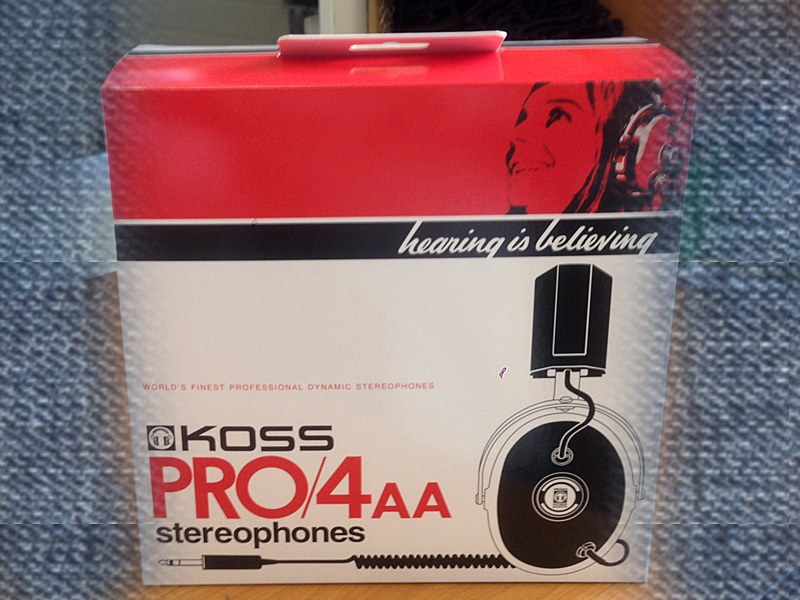 hearing is believing
WORLD'S FINEST PROFESSIONAL DYNAMIC STEREOPHONES
KOSS
PRO/4AA
stereophones